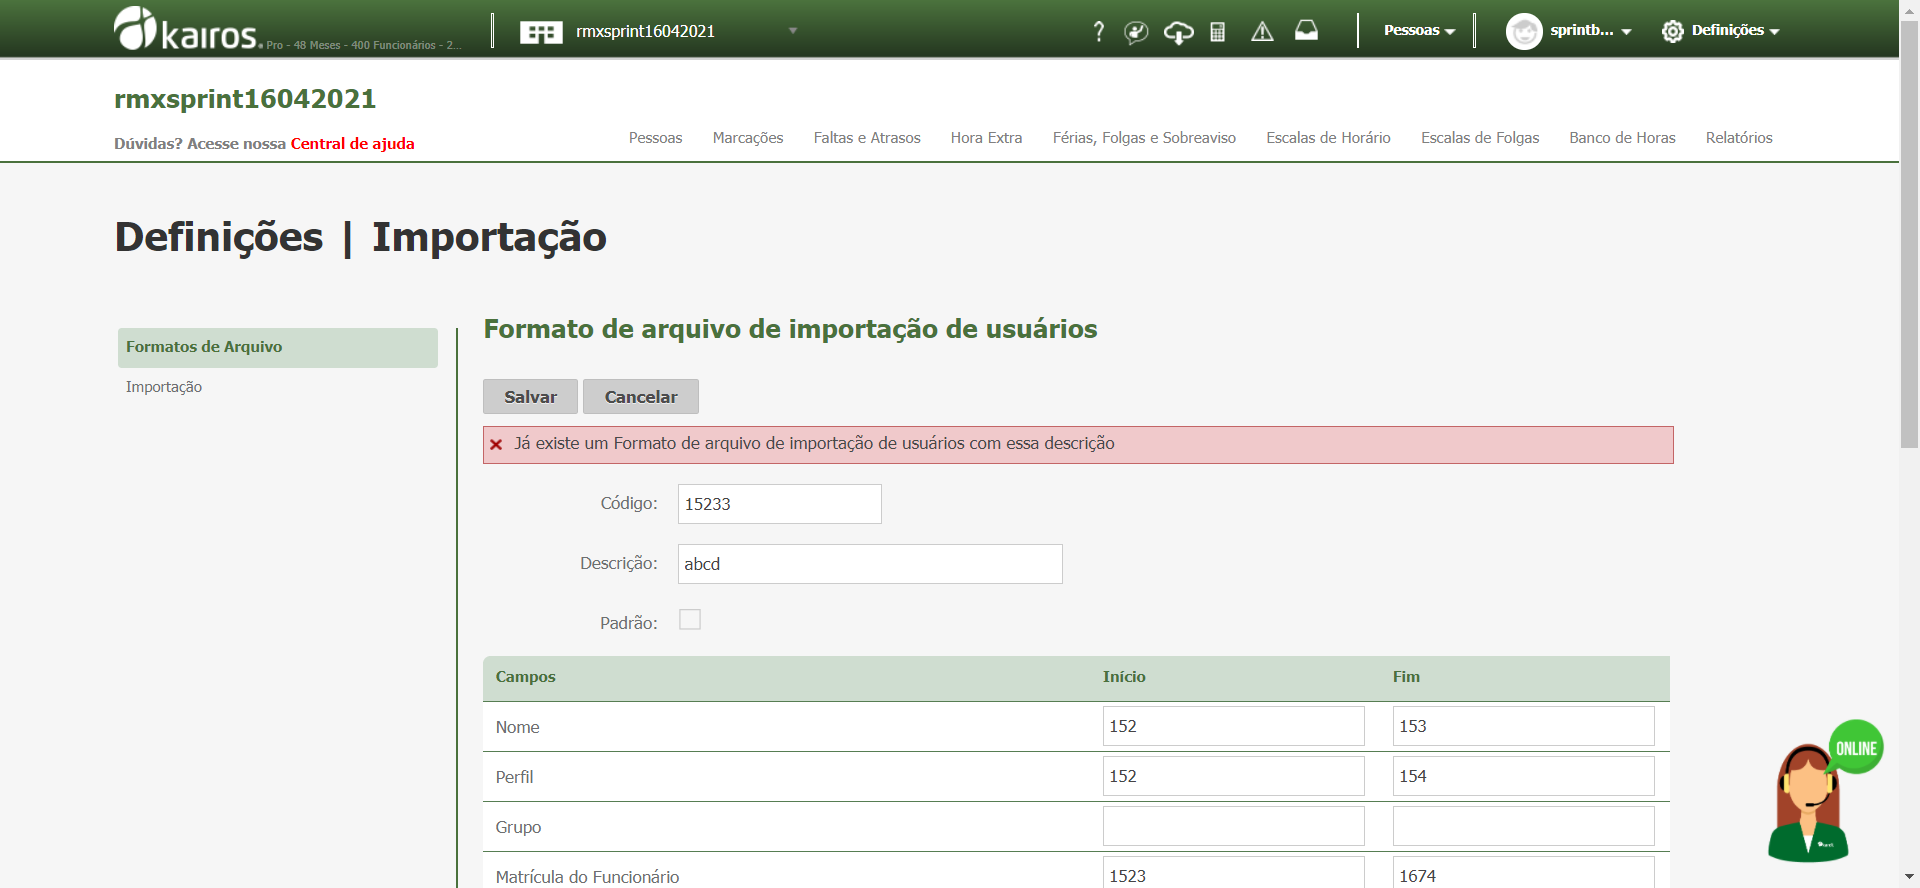 kairos. Pro - 48 Meses - 400 Funcionários - 2...
rmxsprint16042021
?
Pessoas
sprintb...
Definições
rmxsprint16042021
Dúvidas? Acesse nossa Central de ajuda
Pessoas Marcações Faltas e Atrasos Hora Extra Férias, Folgas e Sobreaviso Escalas de Horário Escalas de Folgas Banco de Horas Relatórios
Definições | Importação
Formatos de Arquivo
Importação
Formato de arquivo de importação de usuários
Salvar Cancelar
Já existe um Formato de arquivo de importação de usuários com essa descrição
Código: 15233
Descrição: abcd
Padrão:
Campos Início Fim
Nome 152 153
Perfil 152 154
Grupo
Matrícula do Funcionário 1523 1674
ONLINE